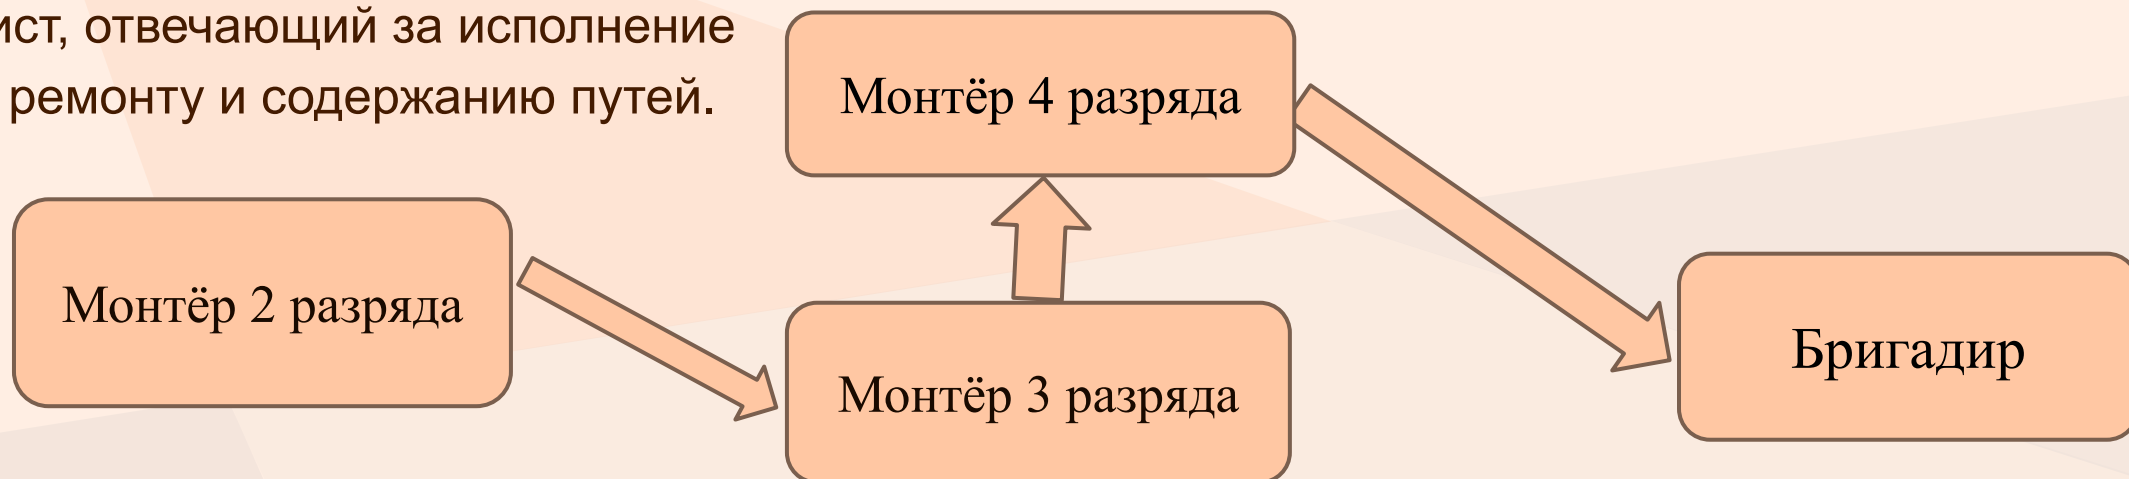 ист, отвечающий за исполнение
ремонту и содержанию путей.
Монтёр 4 разряда
Монтёр 2 разряда
Монтёр 3 разряда
Бригадир